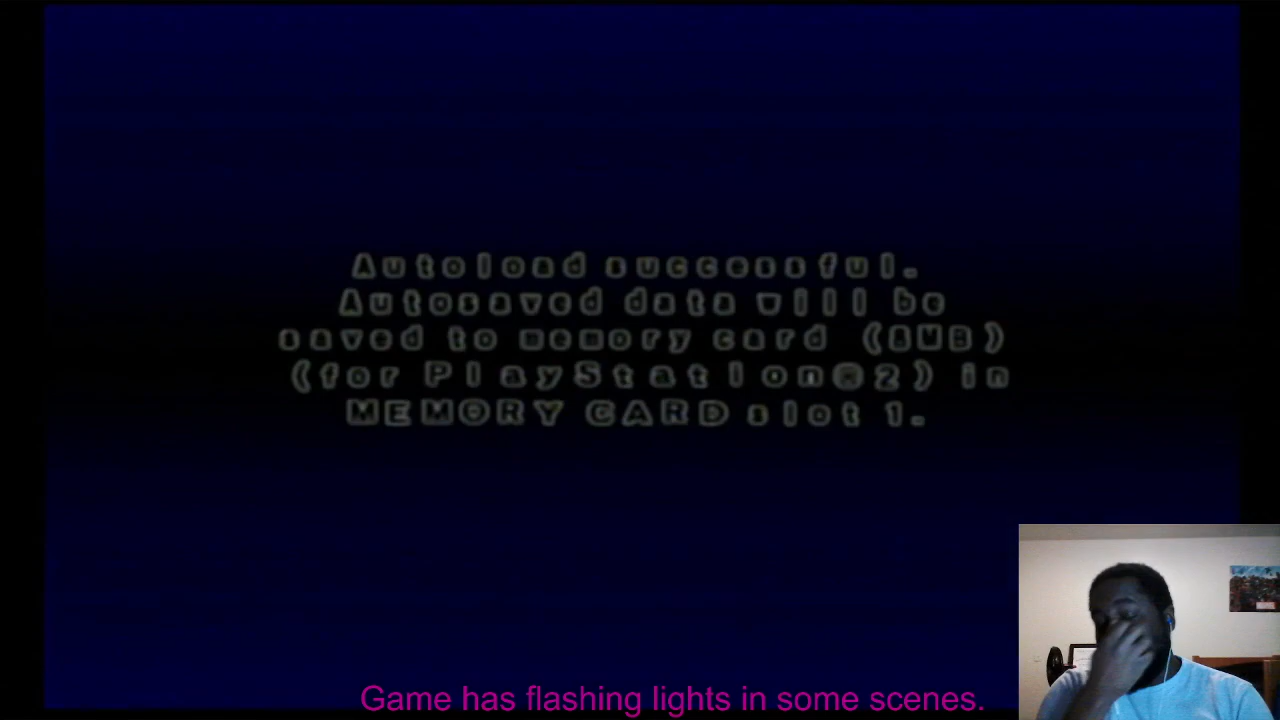 Autoload successful.
Autosaved data will be
saved to memory card (8MB)
(for PlayStation®2) in
MEMORY CARD slot 1.
Game has flashing lights in some scenes.